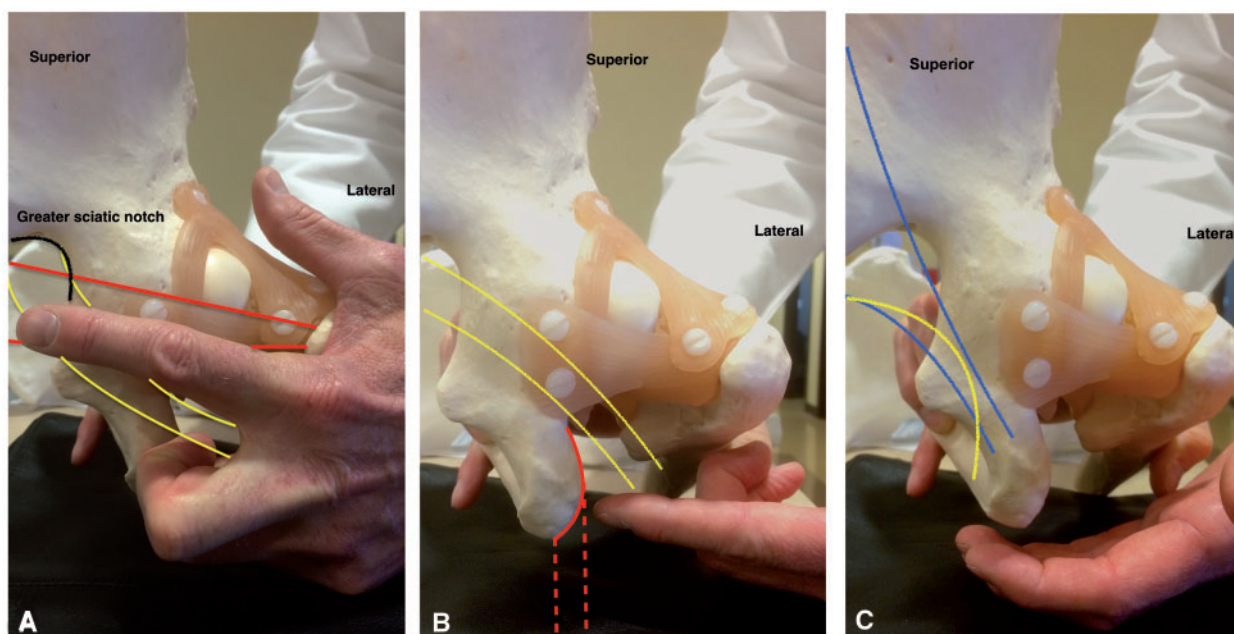 Superior
Lateral
Greater sciatic notch
A
Superior
Lateral
B
Superior
Latera
C